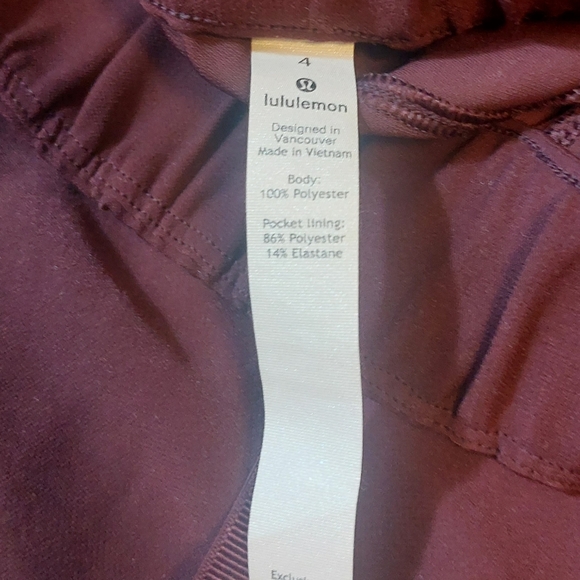 4
lululemon
Designed in
Vancouver
Made in Vietnam
Body:
100% Polyester
Pocket lining:
86% Polyester
14% Elastane